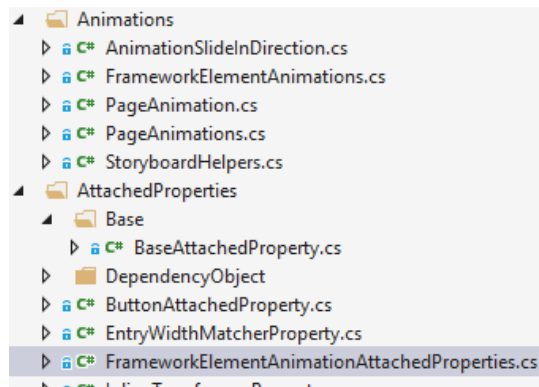 Animations
C# AnimationSlideInDirection.cs
C# FrameworkElementAnimations.cs
C# PageAnimation.cs
C# PageAnimations.cs
C# StoryboardHelpers.cs
AttachedProperties
Base
C# BaseAttachedProperty.cs
DependencyObject
C# ButtonAttachedProperty.cs
C# EntryWidthMatcherProperty.cs
C# FrameworkElementAnimationAttachedProperties.cs